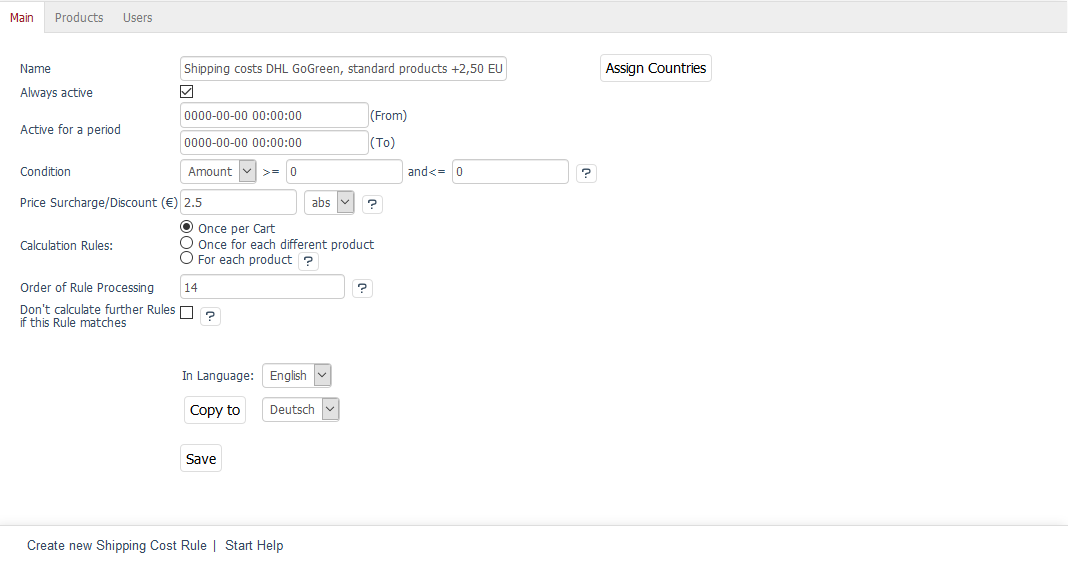 Main Products Users
Name Shipping costs DHL GoGreen, standard products +2,50 EU Assign Countries
Always active
0000-00-00 00:00:00 (From)
Active for a period
0000-00-00 00:00:00 (To)
Condition Amount >= 0 and<= 0 ?
Price Surcharge/Discount (€) 2.5 abs ?
Once per Cart
Calculation Rules: Once for each different product
For each product ?
Order of Rule Processing 14 ?
Don't calculate further Rules
if this Rule matches ?
In Language: English
Copy to Deutsch
Save
Create new Shipping Cost Rule | Start Help